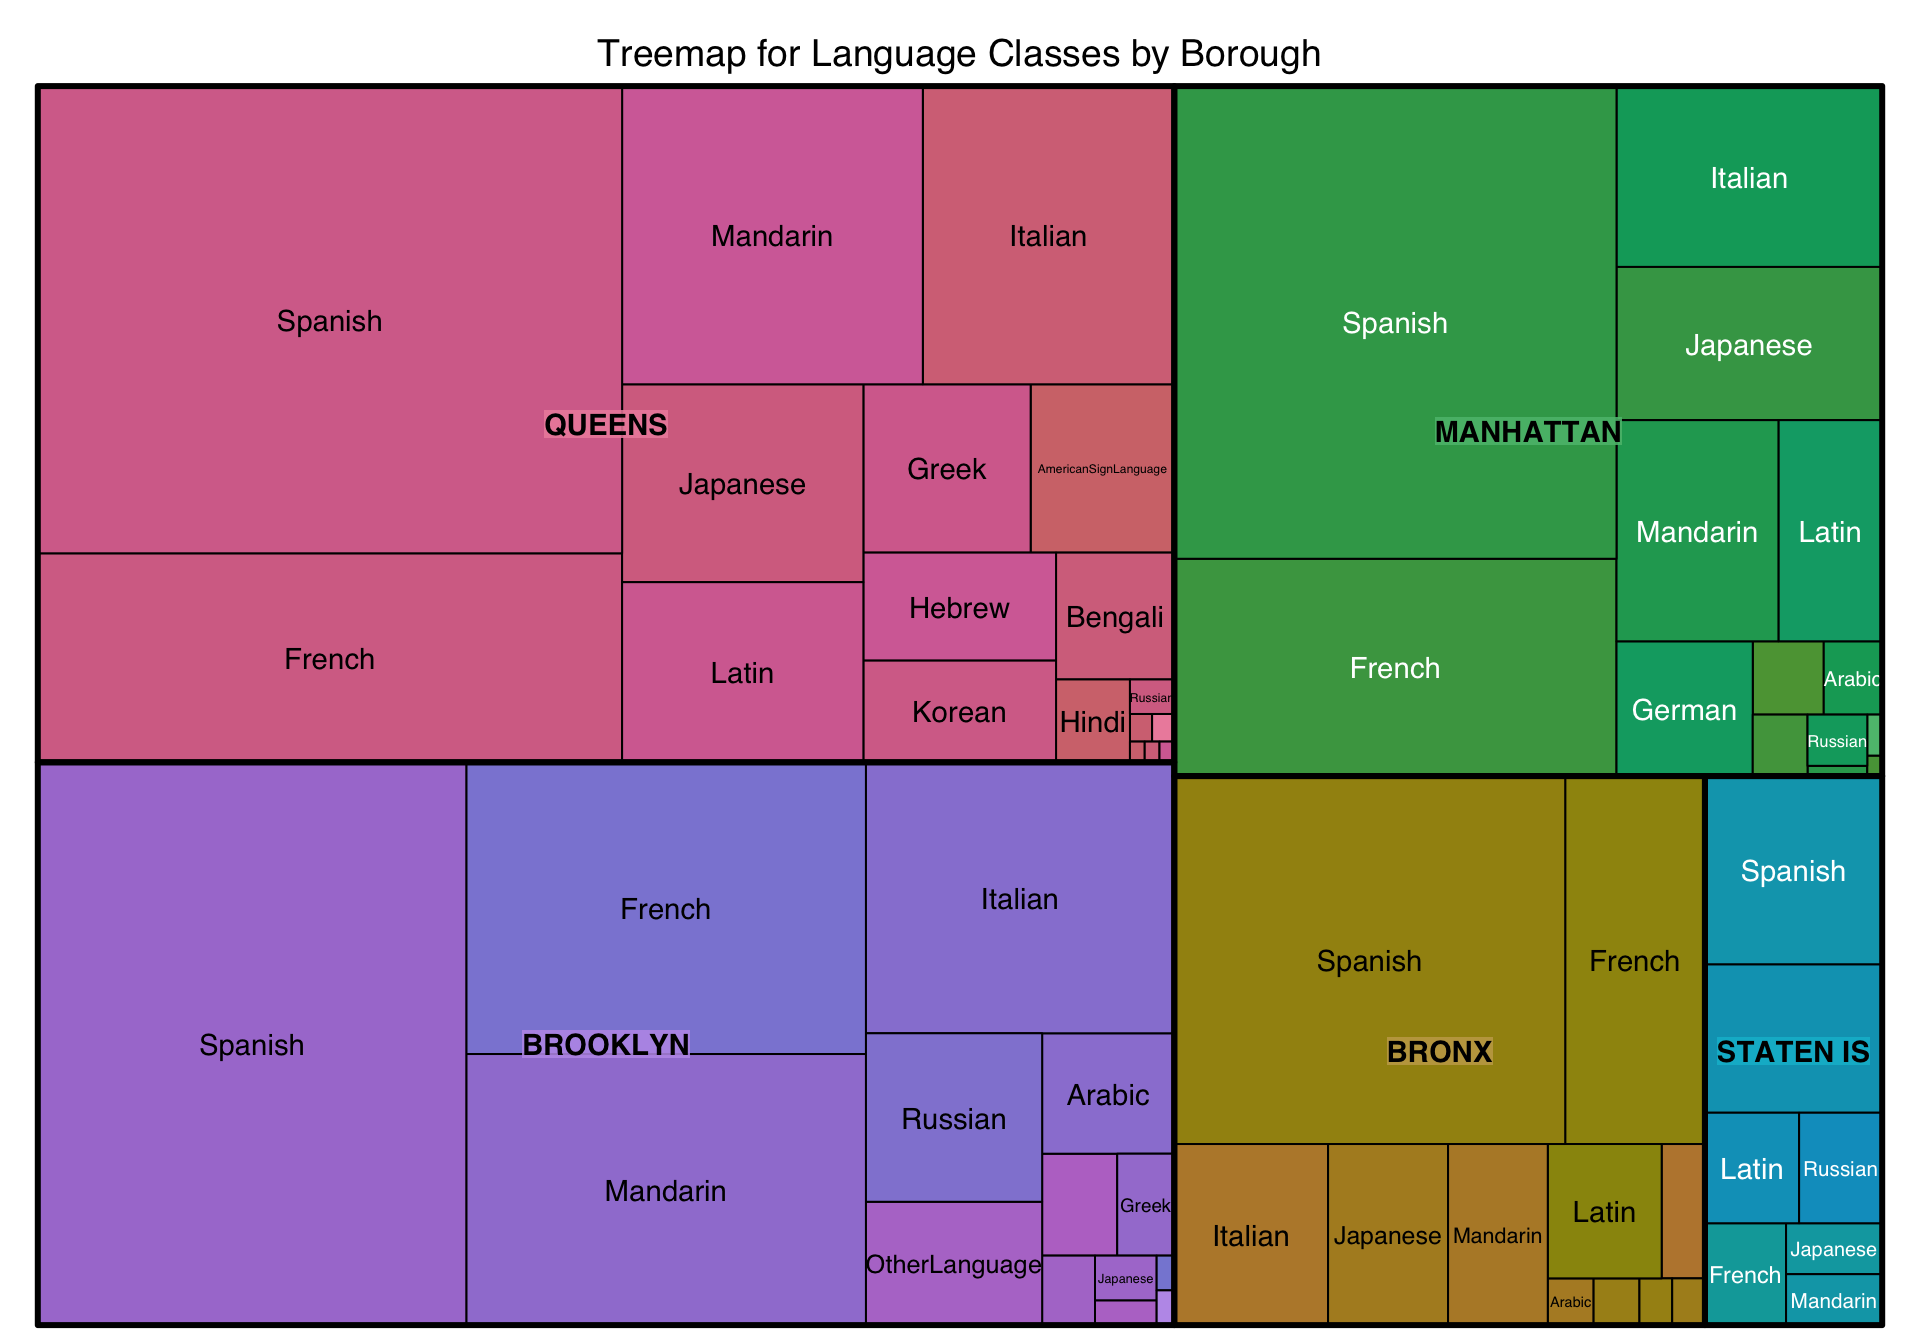 Treemap for Language Classes by Borough
Spanish
Mandarin
Italian
QUEENS
French
Japanese
Greek
AmericanSignLanguage
Latin
Hebrew
Bengali
Korean
Hindi
Russian
Spanish
Italian
Japanese
MANHATTAN
Mandarin
Latin
French
German
Arabic
Russian
Spanish
French
Italian
BROOKLYN
Mandarin
Russian
Arabic
Greek
OtherLanguage
Japanese
Spanish
French
BRONX
Italian
Japanese
Mandarin
Latin
Arabic
Spanish
STATEN IS
Latin
Russian
French
Japanese
Mandarin